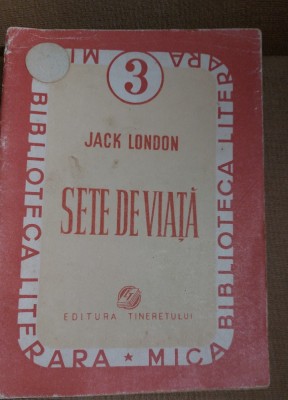 3
JACK LONDON
SETE DE VIAȚĂ
EDITURA TINERETULUI
MICA BIBLIOTECA LITERARA ★ MICA BIBLIOTECA LITERARA